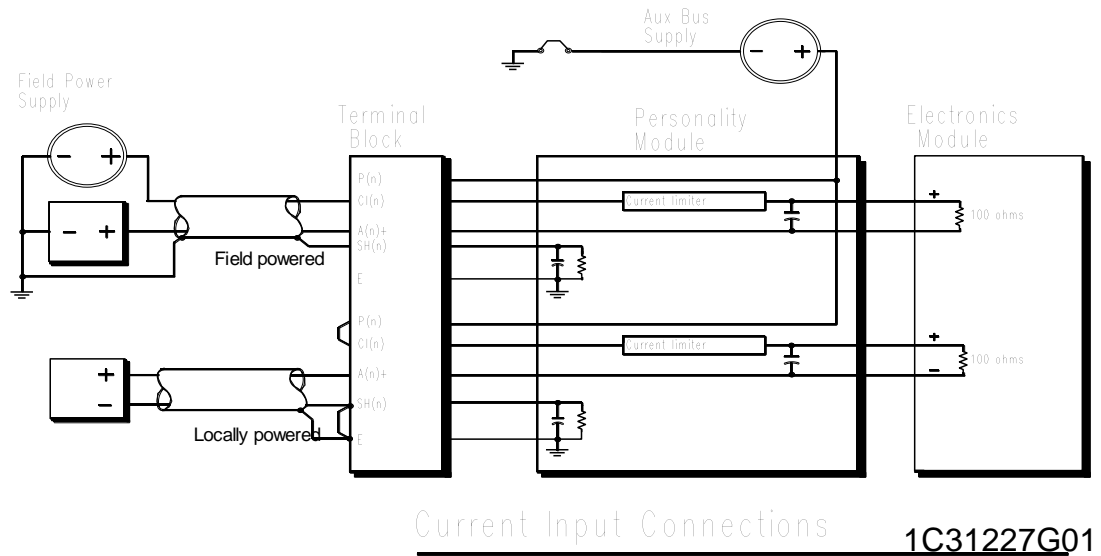 Aux Bus
Supply
- +
Field Power
Supply
- +
Terminal
Block
Personality
Module
Electronics
Module
P(n)
CI(n)
Current limiter
+
100 ohms
- +
A(n)+
SH(n)
Field powered
E
P(n)
CI(n)
Current limiter
+
100 ohms
+
A(n)+
-
-
SH(n)
Locally powered
E
Current Input Connections
1C31227G01